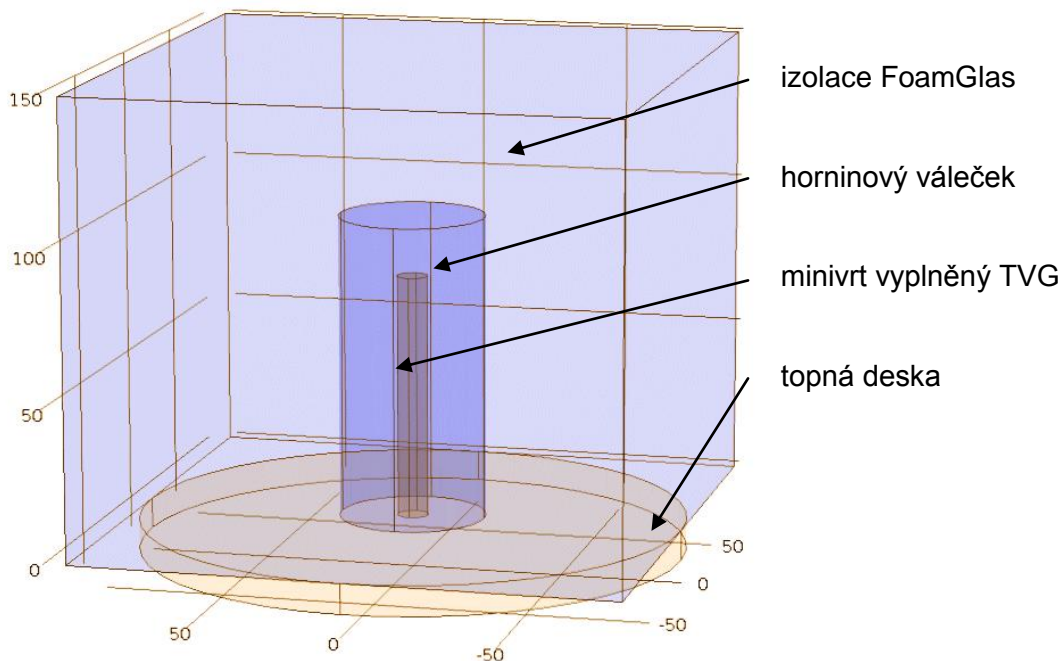 izolace FoamGlas
150
horninový váleček
100
minivrt vyplněný TVG
topná deska
50
50
0
0
-50
50
0
-50